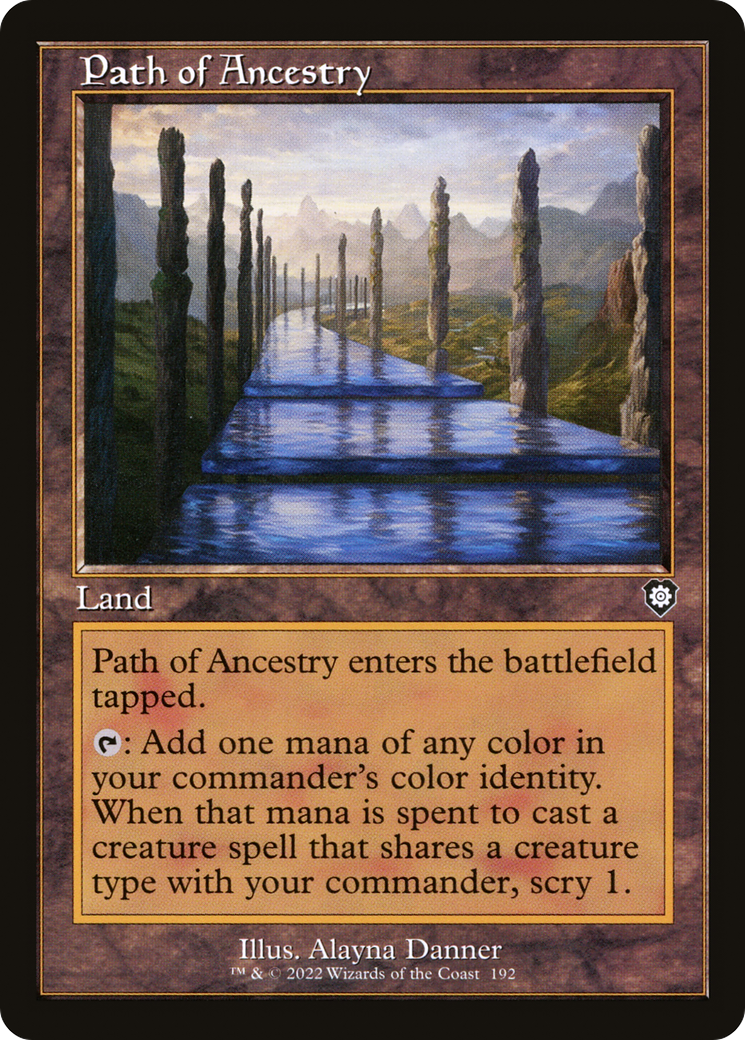 Path of Ancestry
Land
Path of Ancestry enters the battlefield
tapped.
: Add one mana of any color in
your commander's color identity.
When that mana is spent to cast a
creature spell that shares a creature
type with your commander, scry 1.
Illus. Alayna Danner
™ & © 2022 Wizards of the Coast 192